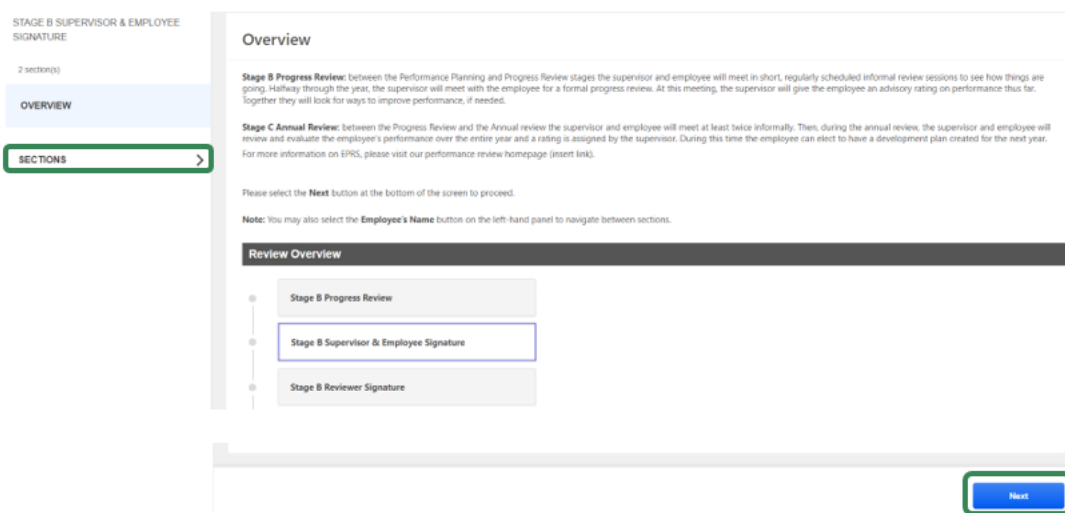 STAGE B SUPERVISOR & EMPLOYEE
SIGNATURE
2 section(s)
OVERVIEW
SECTIONS
Overview
Stage B Progress Review: between the Performance Planning and Progress Review stages the supervisor and employee will meet in short, regularly scheduled informal review sessions to see how things are
going. Halfway through the year, the supervisor will meet with the employee for a formal progress review. At this meeting, the supervisor will give the employee an advisory rating on performance thus far.
Together they will look for ways to improve performance, if needed.
Stage C Annual Review: between the Progress Review and the Annual review the supervisor and employee will meet at least twice informally. Then, during the annual review, the supervisor and employee will
review and evaluate the employee's performance over the entire year and a rating is assigned by the supervisor. During this time the employee can elect to have a development plan created for the next year.
For more information on EPRS, please visit our performance review homepage (insert link).
Please select the Next button at the bottom of the screen to proceed.
Note: You may also select the Employee's Name button on the left-hand panel to navigate between sections.
Review Overview
Stage B Progress Review
Stage B Supervisor & Employee Signature
Stage B Reviewer Signature
Next